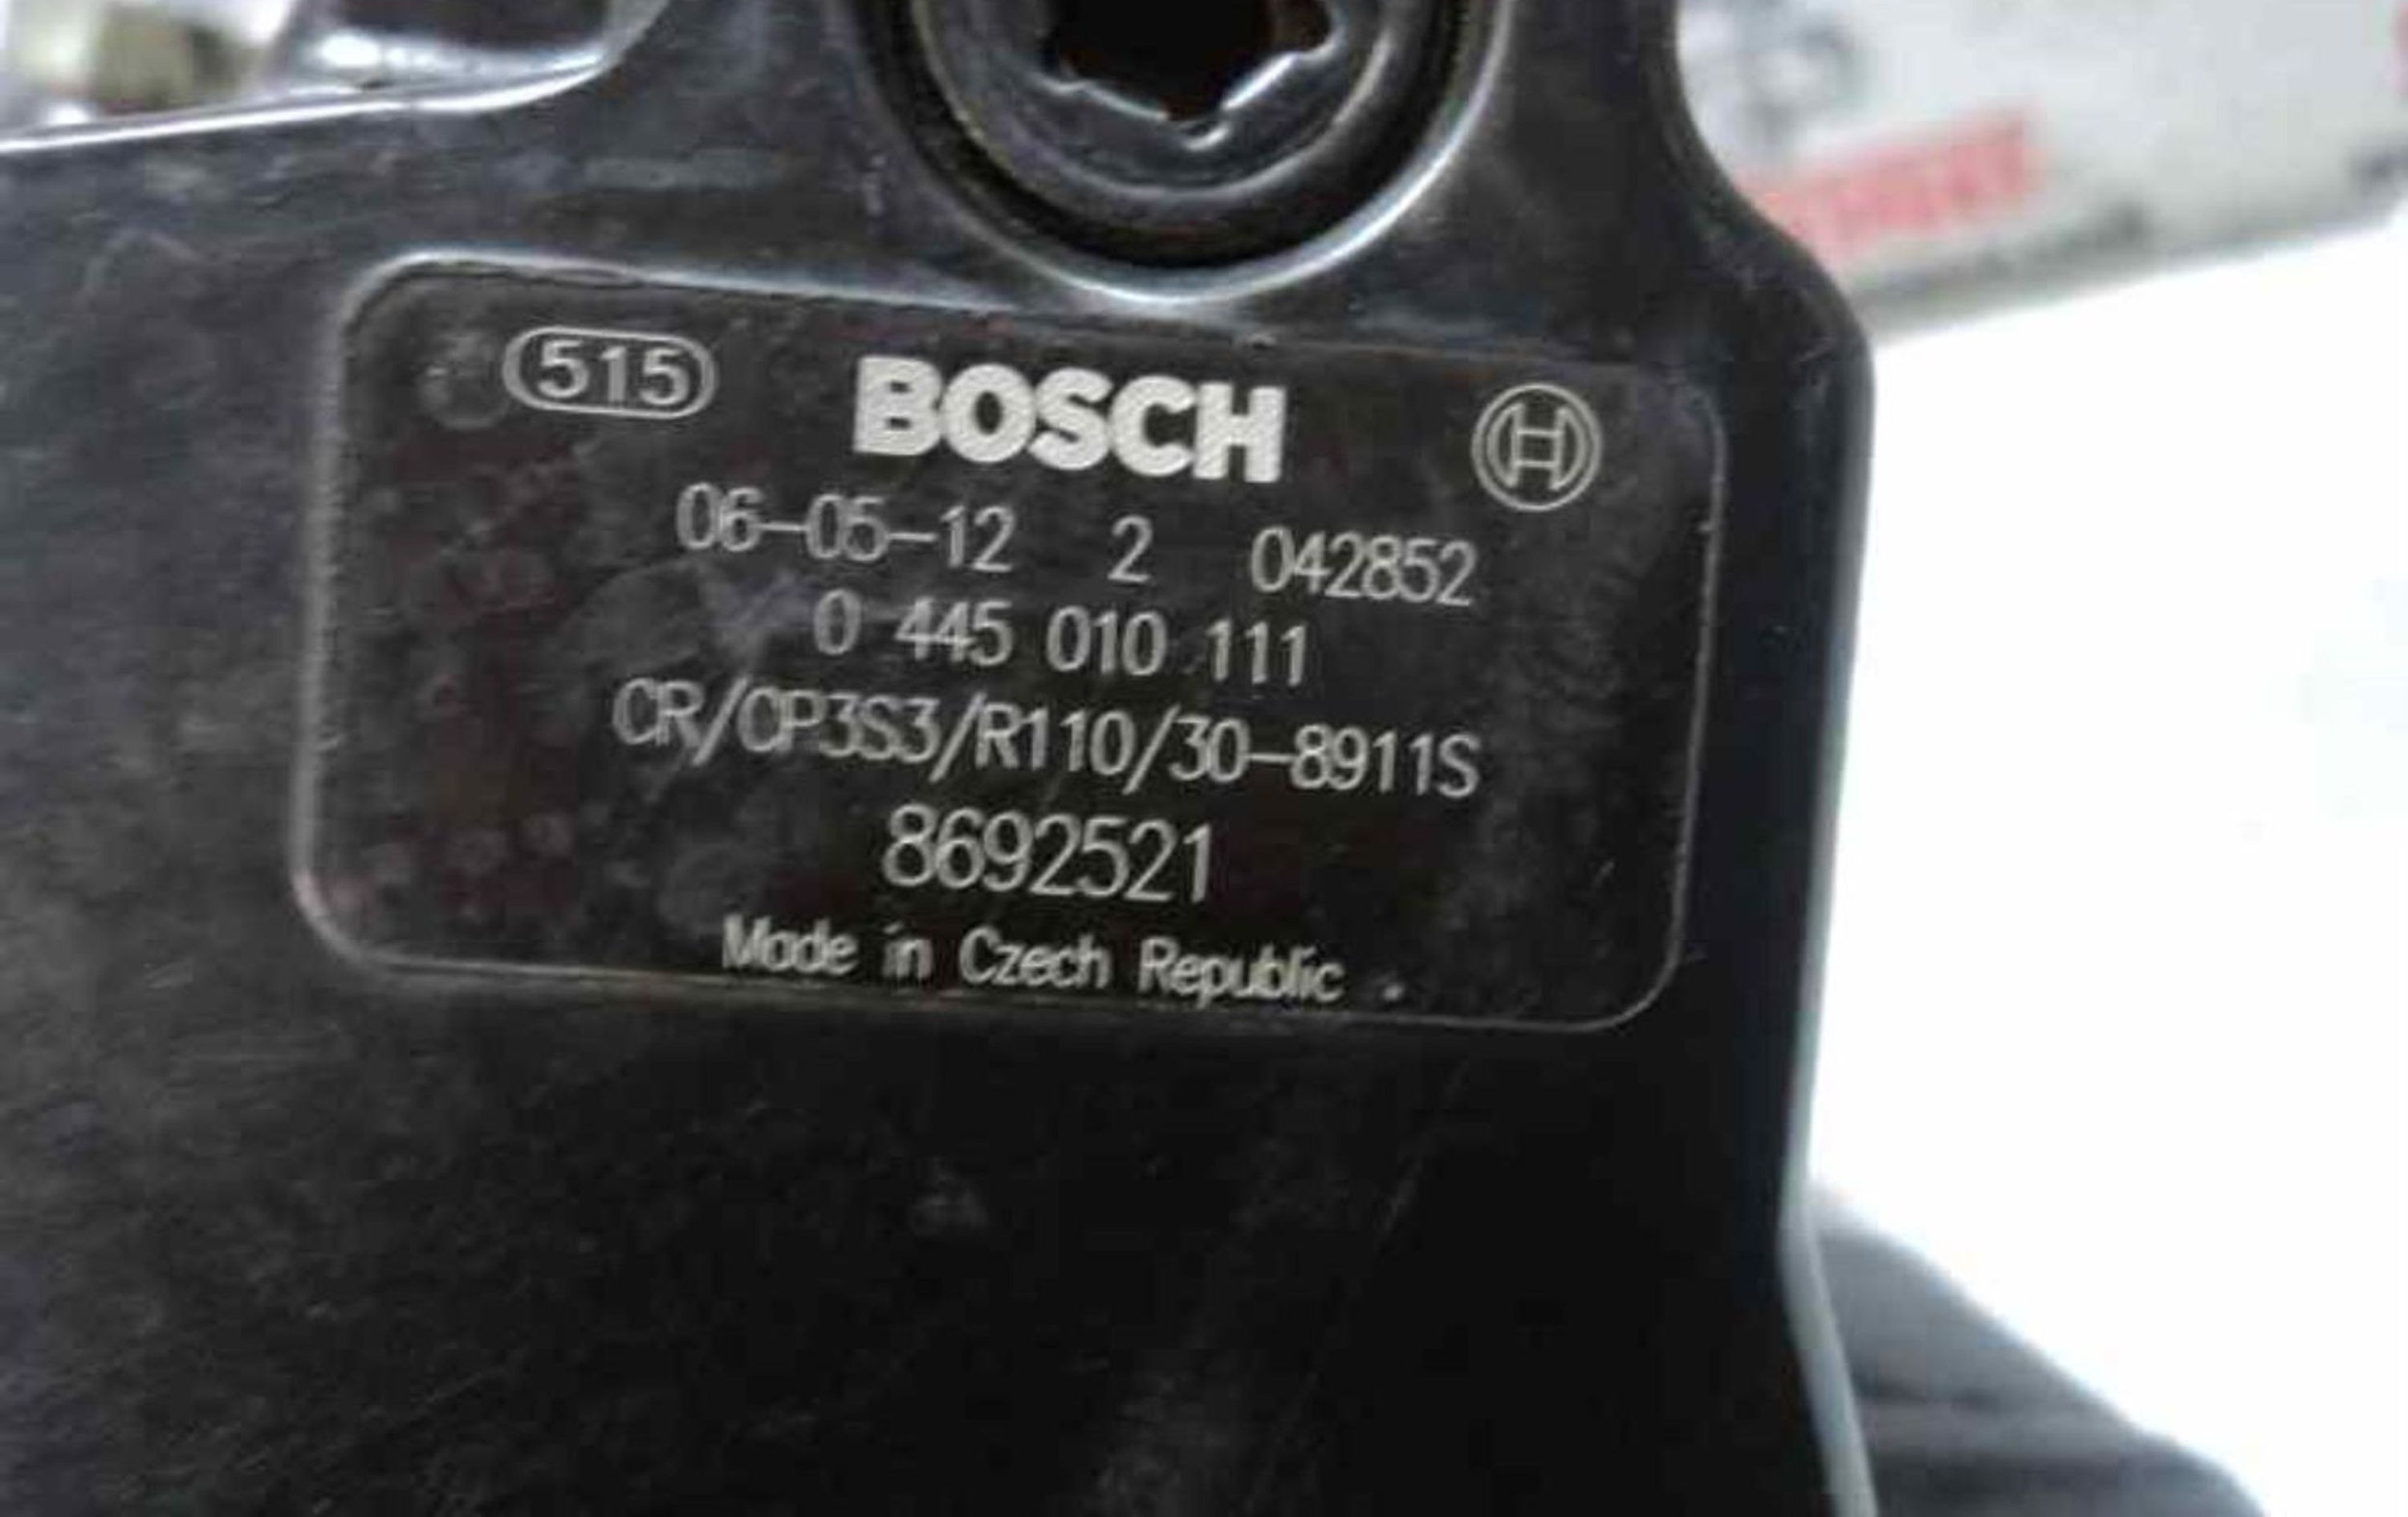 515 BOSCH
06-05-12 2 042852
0 445 010 111
CR/CP3S3/R110/30-8911S
8692521
Made in Czech Republic